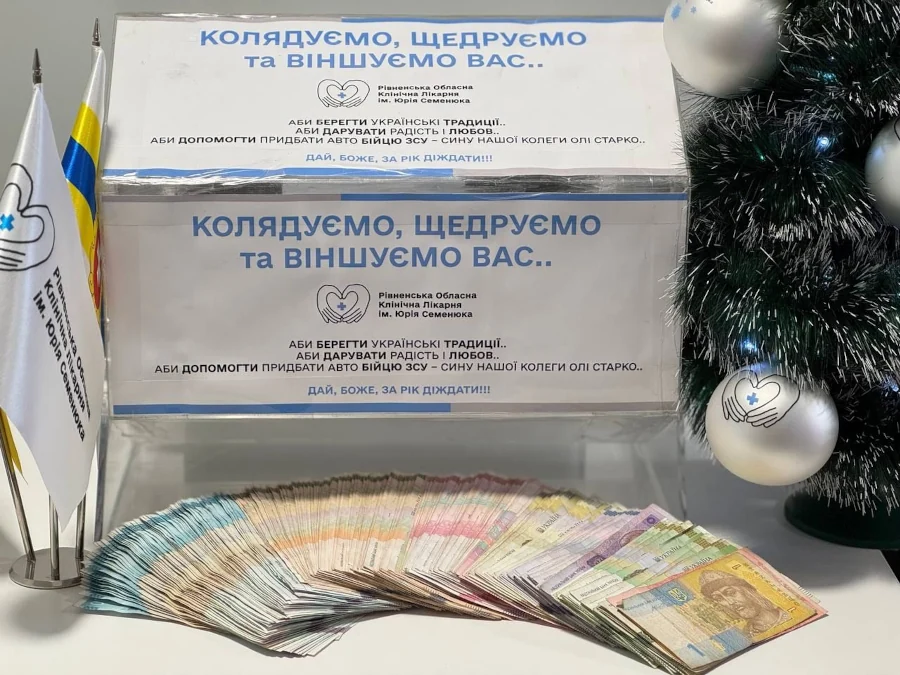 КОЛЯДУЄМО, ЩЕДРУЄМО
та ВІНШУЄМО ВАС..
Рівненська Обласна
Клінічна Лікарня
ім. Юрія Семенюка
АБИ БЕРЕГТИ УКРАЇНСЬКІ ТРАДИЦІЇ..
АБИ ДАРУВАТИ РАДІСТЬ І ЛЮБОВ..
АБИ ДОПОМОГТИ ПРИДБАТИ АВТО БІЙЦЮ ЗСУ – СИНУ НАШОЇ КОЛЕГИ ОЛІ СТАРКО..
ДАЙ, БОЖЕ, ЗА РІК ДІЖДАТИ!!!
КОЛЯДУЄМО, ЩЕДРУЄМО
та ВІНШУЄМО ВАС..
Рівненська Обласна
Клінічна Лікарня
ім. Юрія Семенюка
АБИ БЕРЕГТИ УКРАЇНСЬКІ ТРАДИЦІЇ..
АБИ ДАРУВАТИ РАДІСТЬ І ЛЮБОВ..
АБИ ДОПОМОГТИ ПРИДБАТИ АВТО БІЙЦЮ ЗСУ – СИНУ НАШОЇ КОЛЕГИ ОЛІ СТАРКО..
ДАЙ, БОЖЕ, ЗА РІК ДІЖДАТИ!!!
Рівненська Обласна
Клінічна Лікарня
ім. Юрія Семенюка
УКРАЇНА
УКРАЇНА
1